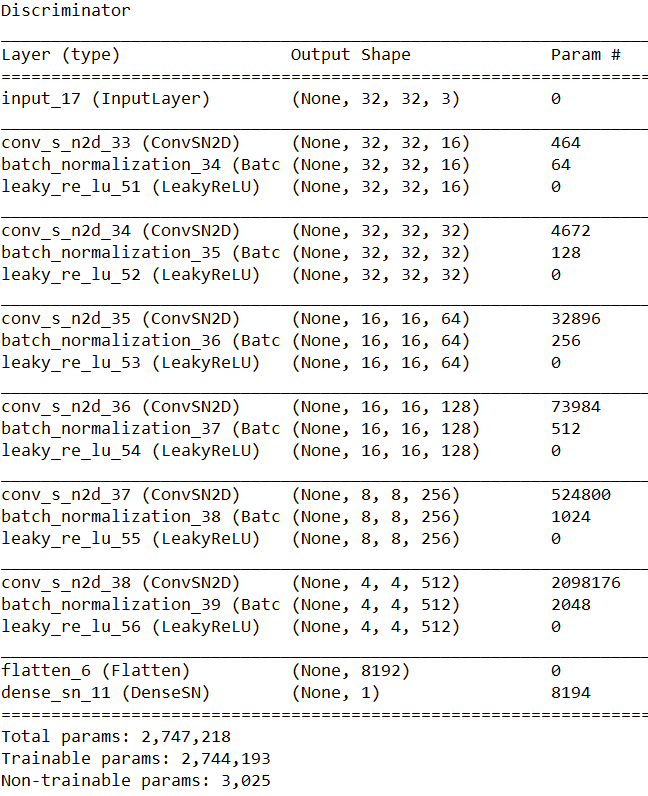 Discriminator
Layer (type) Output Shape Param #
input_17 (InputLayer) (None, 32, 32, 3) 0
conv_s_n2d_33 (ConvSN2D) (None, 32, 32, 16) 464
batch_normalization_34 (Batc (None, 32, 32, 16) 64
leaky_re_lu_51 (LeakyReLU) (None, 32, 32, 16) 0
conv_s_n2d_34 (ConvSN2D) (None, 32, 32, 32) 4672
batch_normalization_35 (Batc (None, 32, 32, 32) 128
leaky_re_lu_52 (LeakyReLU) (None, 32, 32, 32) 0
conv_s_n2d_35 (ConvSN2D) (None, 16, 16, 64) 32896
batch_normalization_36 (Batc (None, 16, 16, 64) 256
leaky_re_lu_53 (LeakyReLU) (None, 16, 16, 64) 0
conv_s_n2d_36 (ConvSN2D) (None, 16, 16, 128) 73984
batch_normalization_37 (Batc (None, 16, 16, 128) 512
leaky_re_lu_54 (LeakyReLU) (None, 16, 16, 128) 0
conv_s_n2d_37 (ConvSN2D) (None, 8, 8, 256) 524800
batch_normalization_38 (Batc (None, 8, 8, 256) 1024
leaky_re_lu_55 (LeakyReLU) (None, 8, 8, 256) 0
conv_s_n2d_38 (ConvSN2D) (None, 4, 4, 512) 2098176
batch_normalization_39 (Batc (None, 4, 4, 512) 2048
leaky_re_lu_56 (LeakyReLU) (None, 4, 4, 512) 0
flatten_6 (Flatten) (None, 8192) 0
dense_sn_11 (DenseSN) (None, 1) 8194
Total params: 2,747,218
Trainable params: 2,744,193
Non-trainable params: 3,025